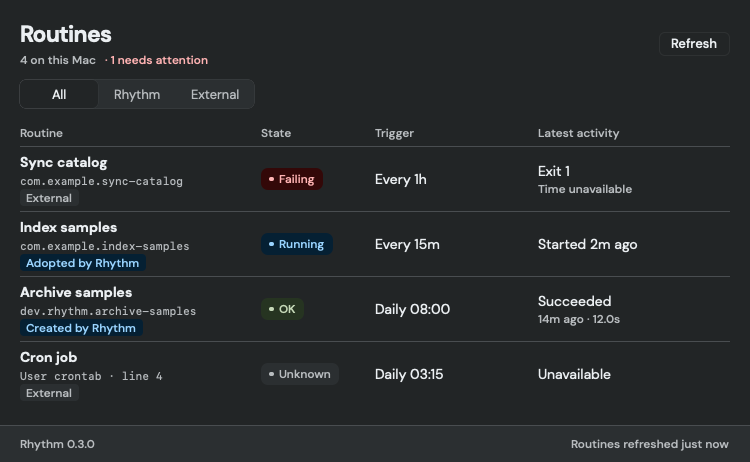 Routines
4 on this Mac · 1 needs attention
Refresh
All Rhythm External
Routine State Trigger Latest activity
Sync catalog
com.example.sync-catalog
External
Failing
Every 1h
Exit 1
Time unavailable
Index samples
com.example.index-samples
Adopted by Rhythm
Running
Every 15m
Started 2m ago
Archive samples
dev.rhythm.archive-samples
Created by Rhythm
OK
Daily 08:00
Succeeded
14m ago · 12.0s
Cron job
User crontab · line 4
External
Unknown
Daily 03:15
Unavailable
Rhythm 0.3.0
Routines refreshed just now